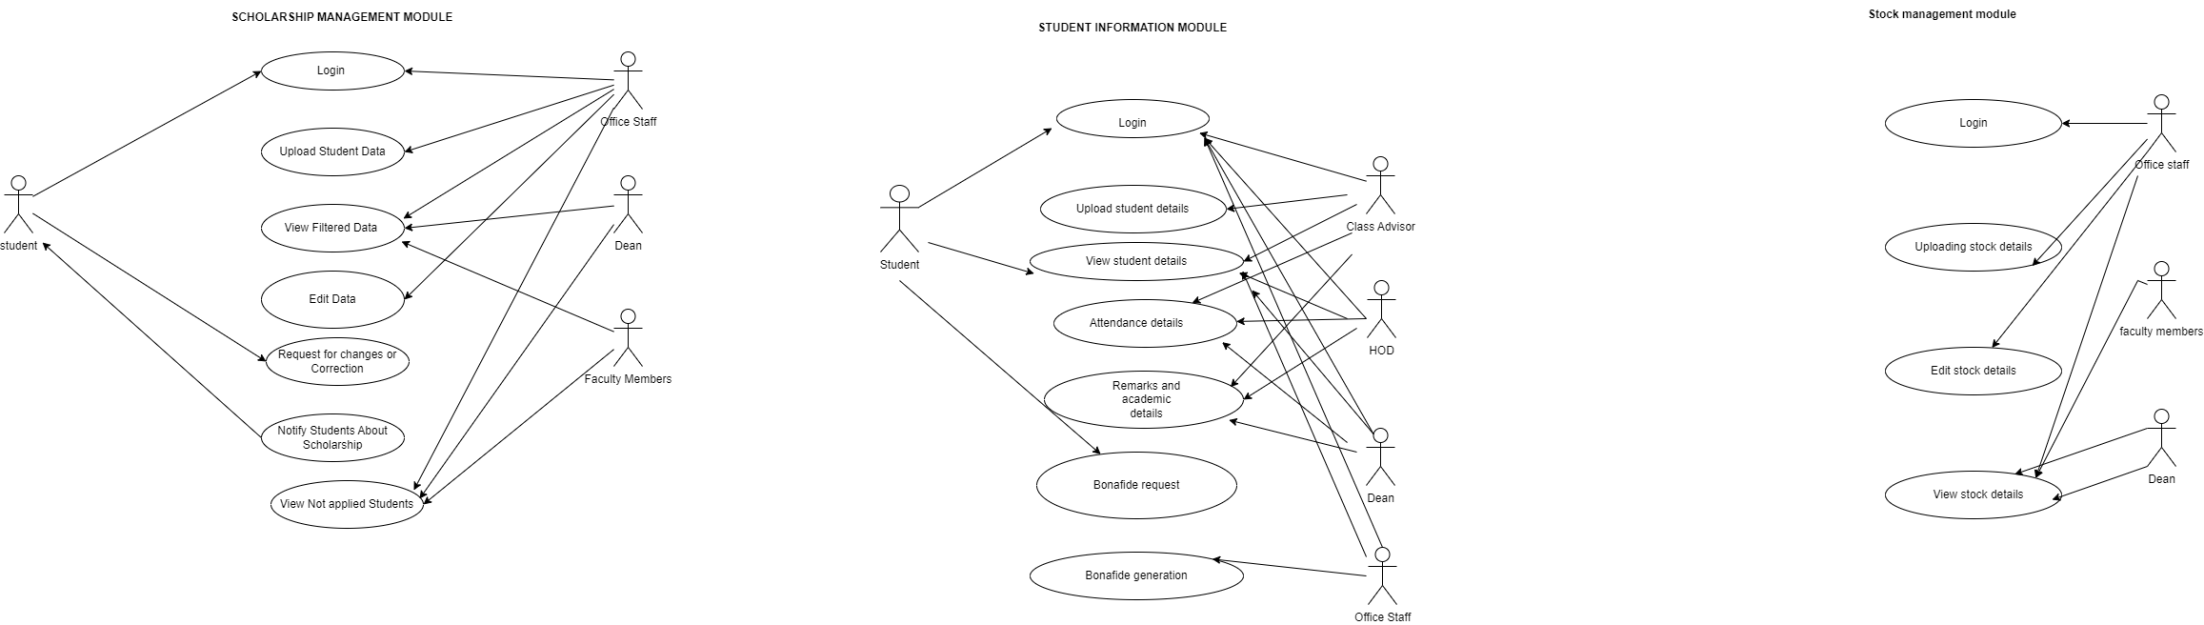 SCHOLARSHIP MANAGEMENT MODULE
Login
Office Staff
Upload Student Data
student
View Filtered Data
Dean
Edit Data
Request for changes or
Correction
Faculty Members
Notify Students About
Scholarship
View Not applied Students
STUDENT INFORMATION MODULE
Login
Upload student details
Class Advisor
Student
View student details
Attendance details
HOD
Remarks and
academic
details
Bonafide request
Dean
Bonafide generation
Office Staff
Stock management module
Login
Office staff
Uploading stock details
faculty members
Edit stock details
Dean
View stock details